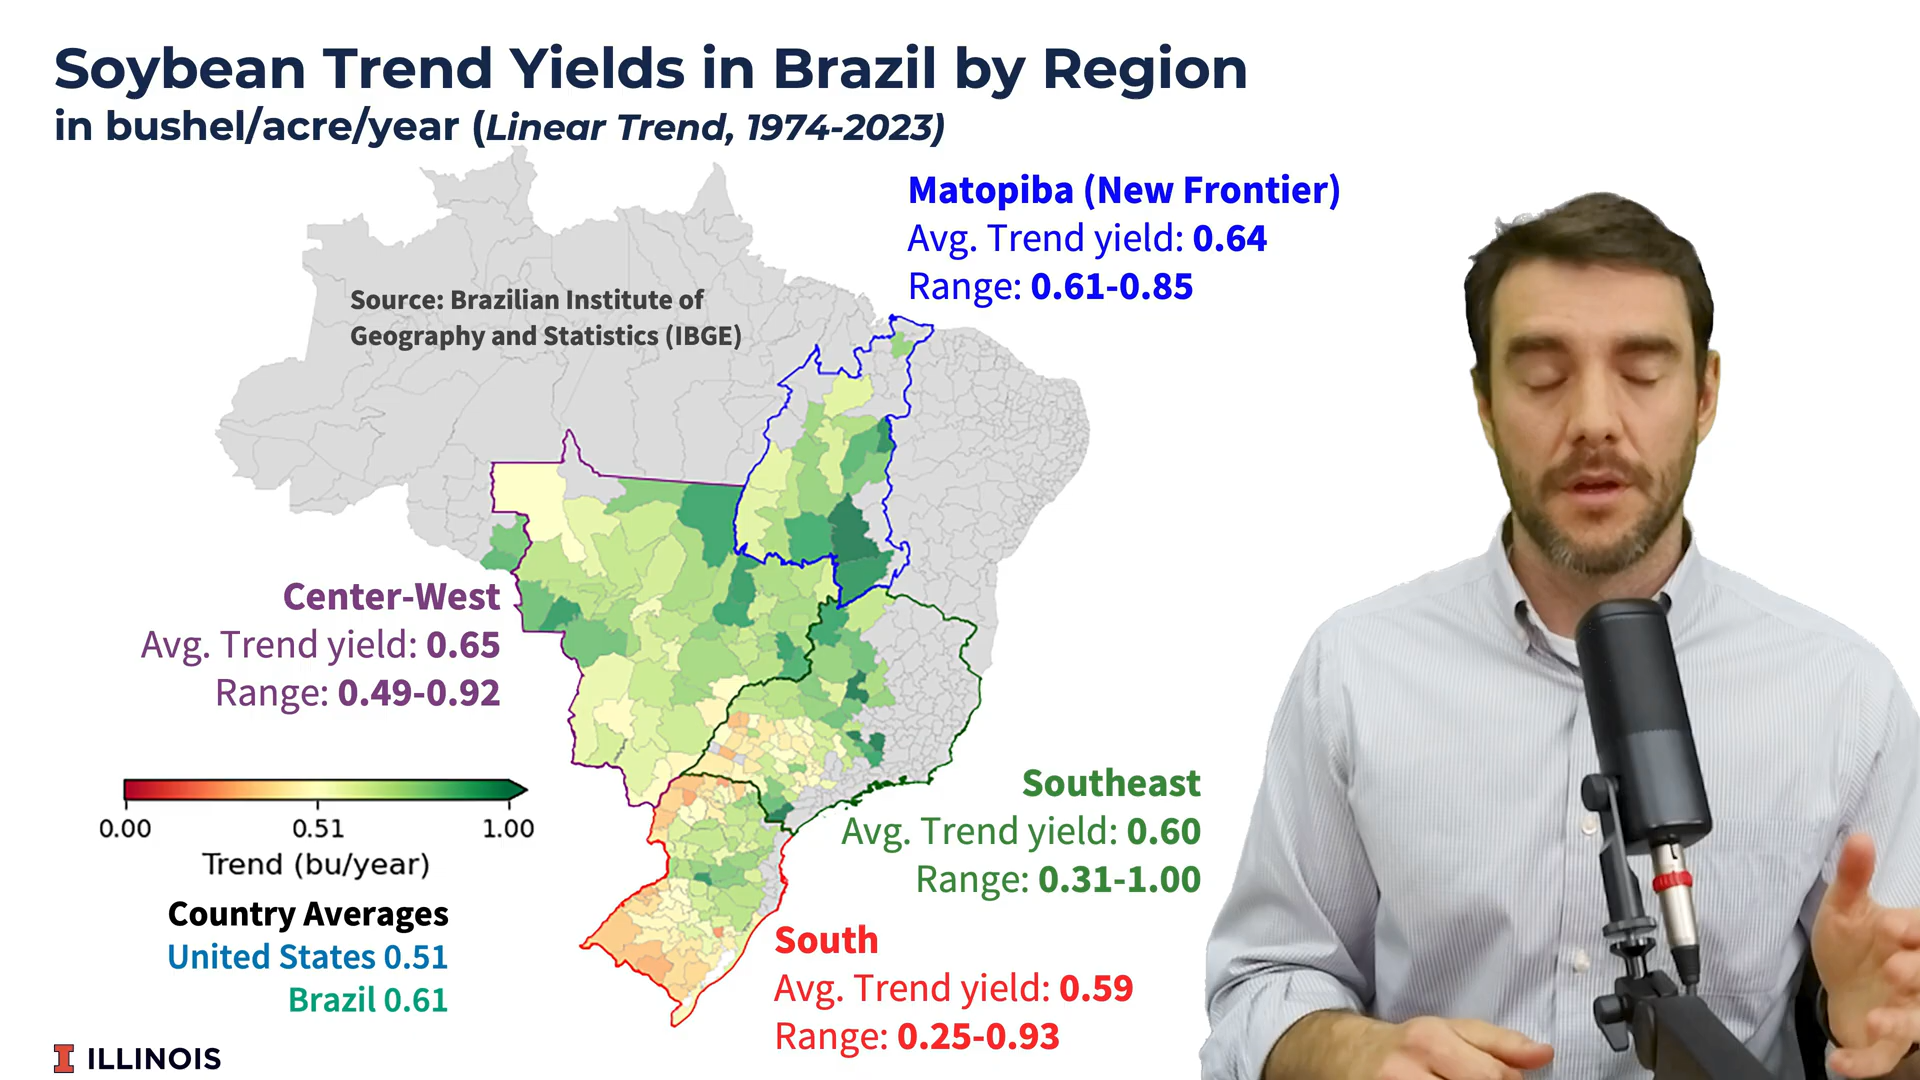 Soybean Trend Yields in Brazil by Region
in bushel/acre/year (Linear Trend, 1974-2023)
Matopiba (New Frontier)
Avg. Trend yield: 0.64
Range: 0.61-0.85
Source: Brazilian Institute of
Geography and Statistics (IBGE)
Center-West
Avg. Trend yield: 0.65
Range: 0.49-0.92
0.00 0.51 1.00
Trend (bu/year)
Country Averages
United States 0.51
Brazil 0.61
Southeast
Avg. Trend yield: 0.60
Range: 0.31-1.00
South
Avg. Trend yield: 0.59
Range: 0.25-0.93
I ILLINOIS